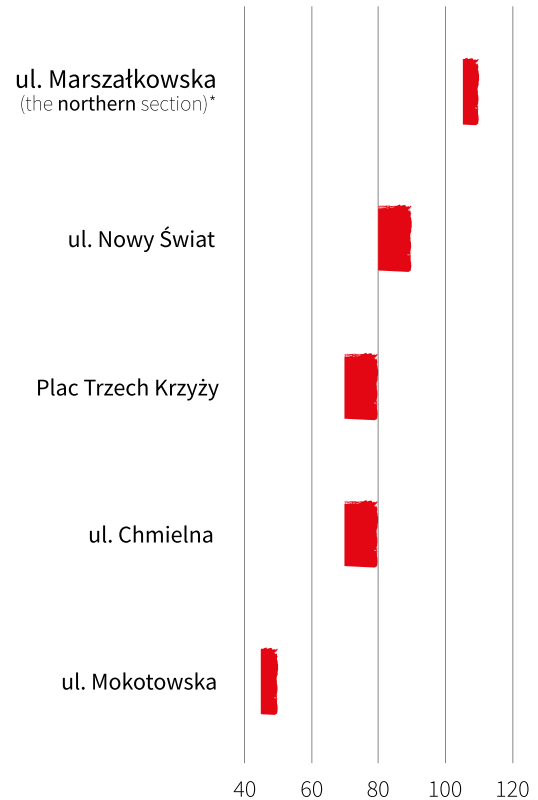 ul. Marszałkowska
(the northern section)*
ul. Nowy Świat
Plac Trzech Krzyży
ul. Chmielna
ul. Mokotowska
40 60 80 100 120